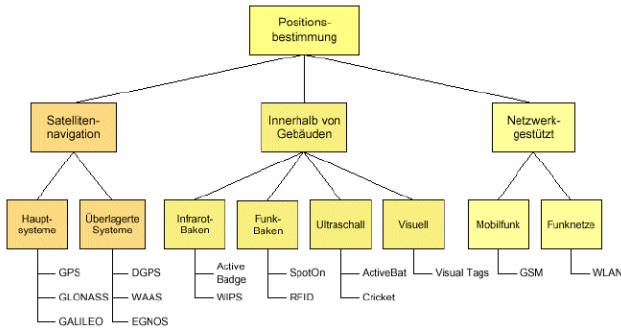 Positions-
bestimmung
Satelliten-
navigation
Innerhalb von
Gebäuden
Netzwerk-
gestützt
Haupt-
systeme
Überlagerte
Systeme
Infrarot-
Baken
Funk-
Baken
Ultraschall
Visuell
Mobilfunk
Funknetze
GPS
GLONASS
GALILEO
DGPS
WAAS
EGNOS
Active
Badge
WIPS
SpotOn
RFID
ActiveBat
Cricket
Visual Tags
GSM
WLAN